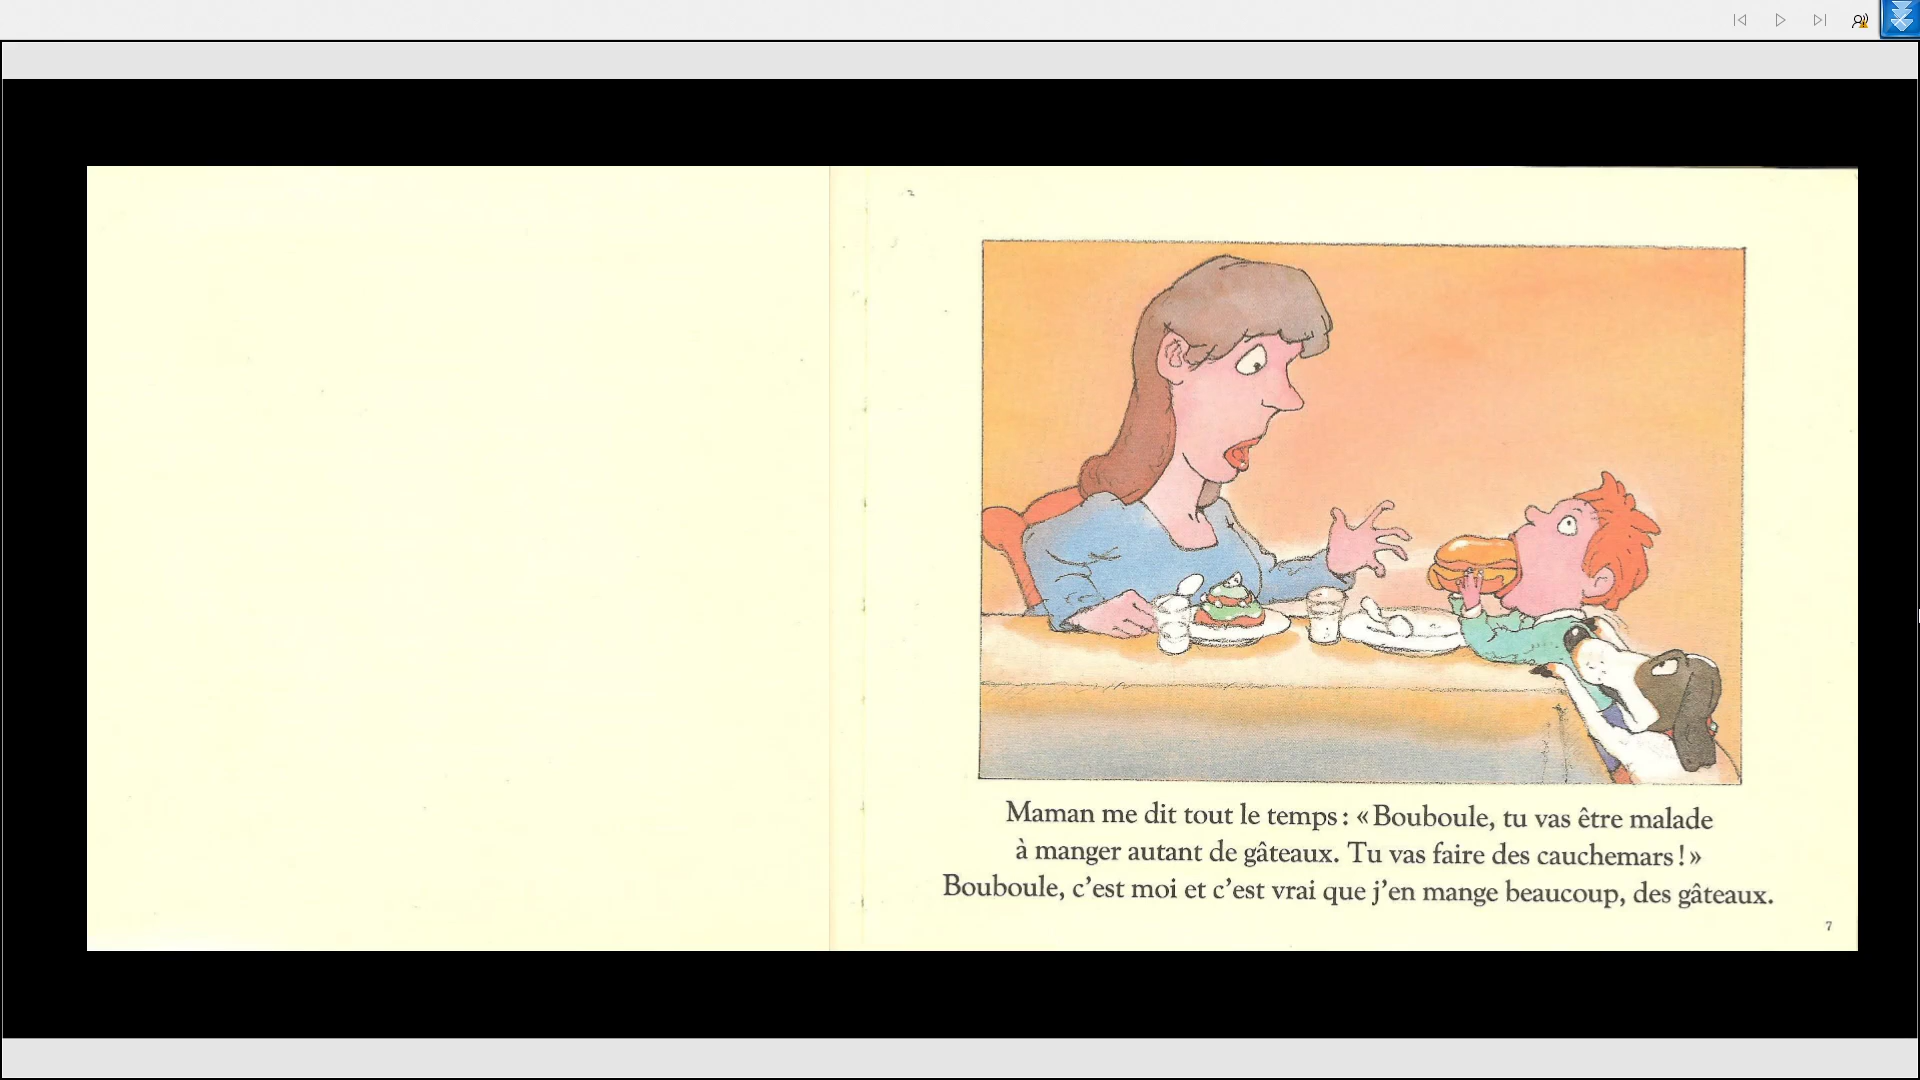 Maman me dit tout le temps : « Bouboule, tu vas être malade
à manger autant de gâteaux. Tu vas faire des cauchemars ! »
Bouboule, c’est moi et c’est vrai que j’en mange beaucoup, des gâteaux.
7